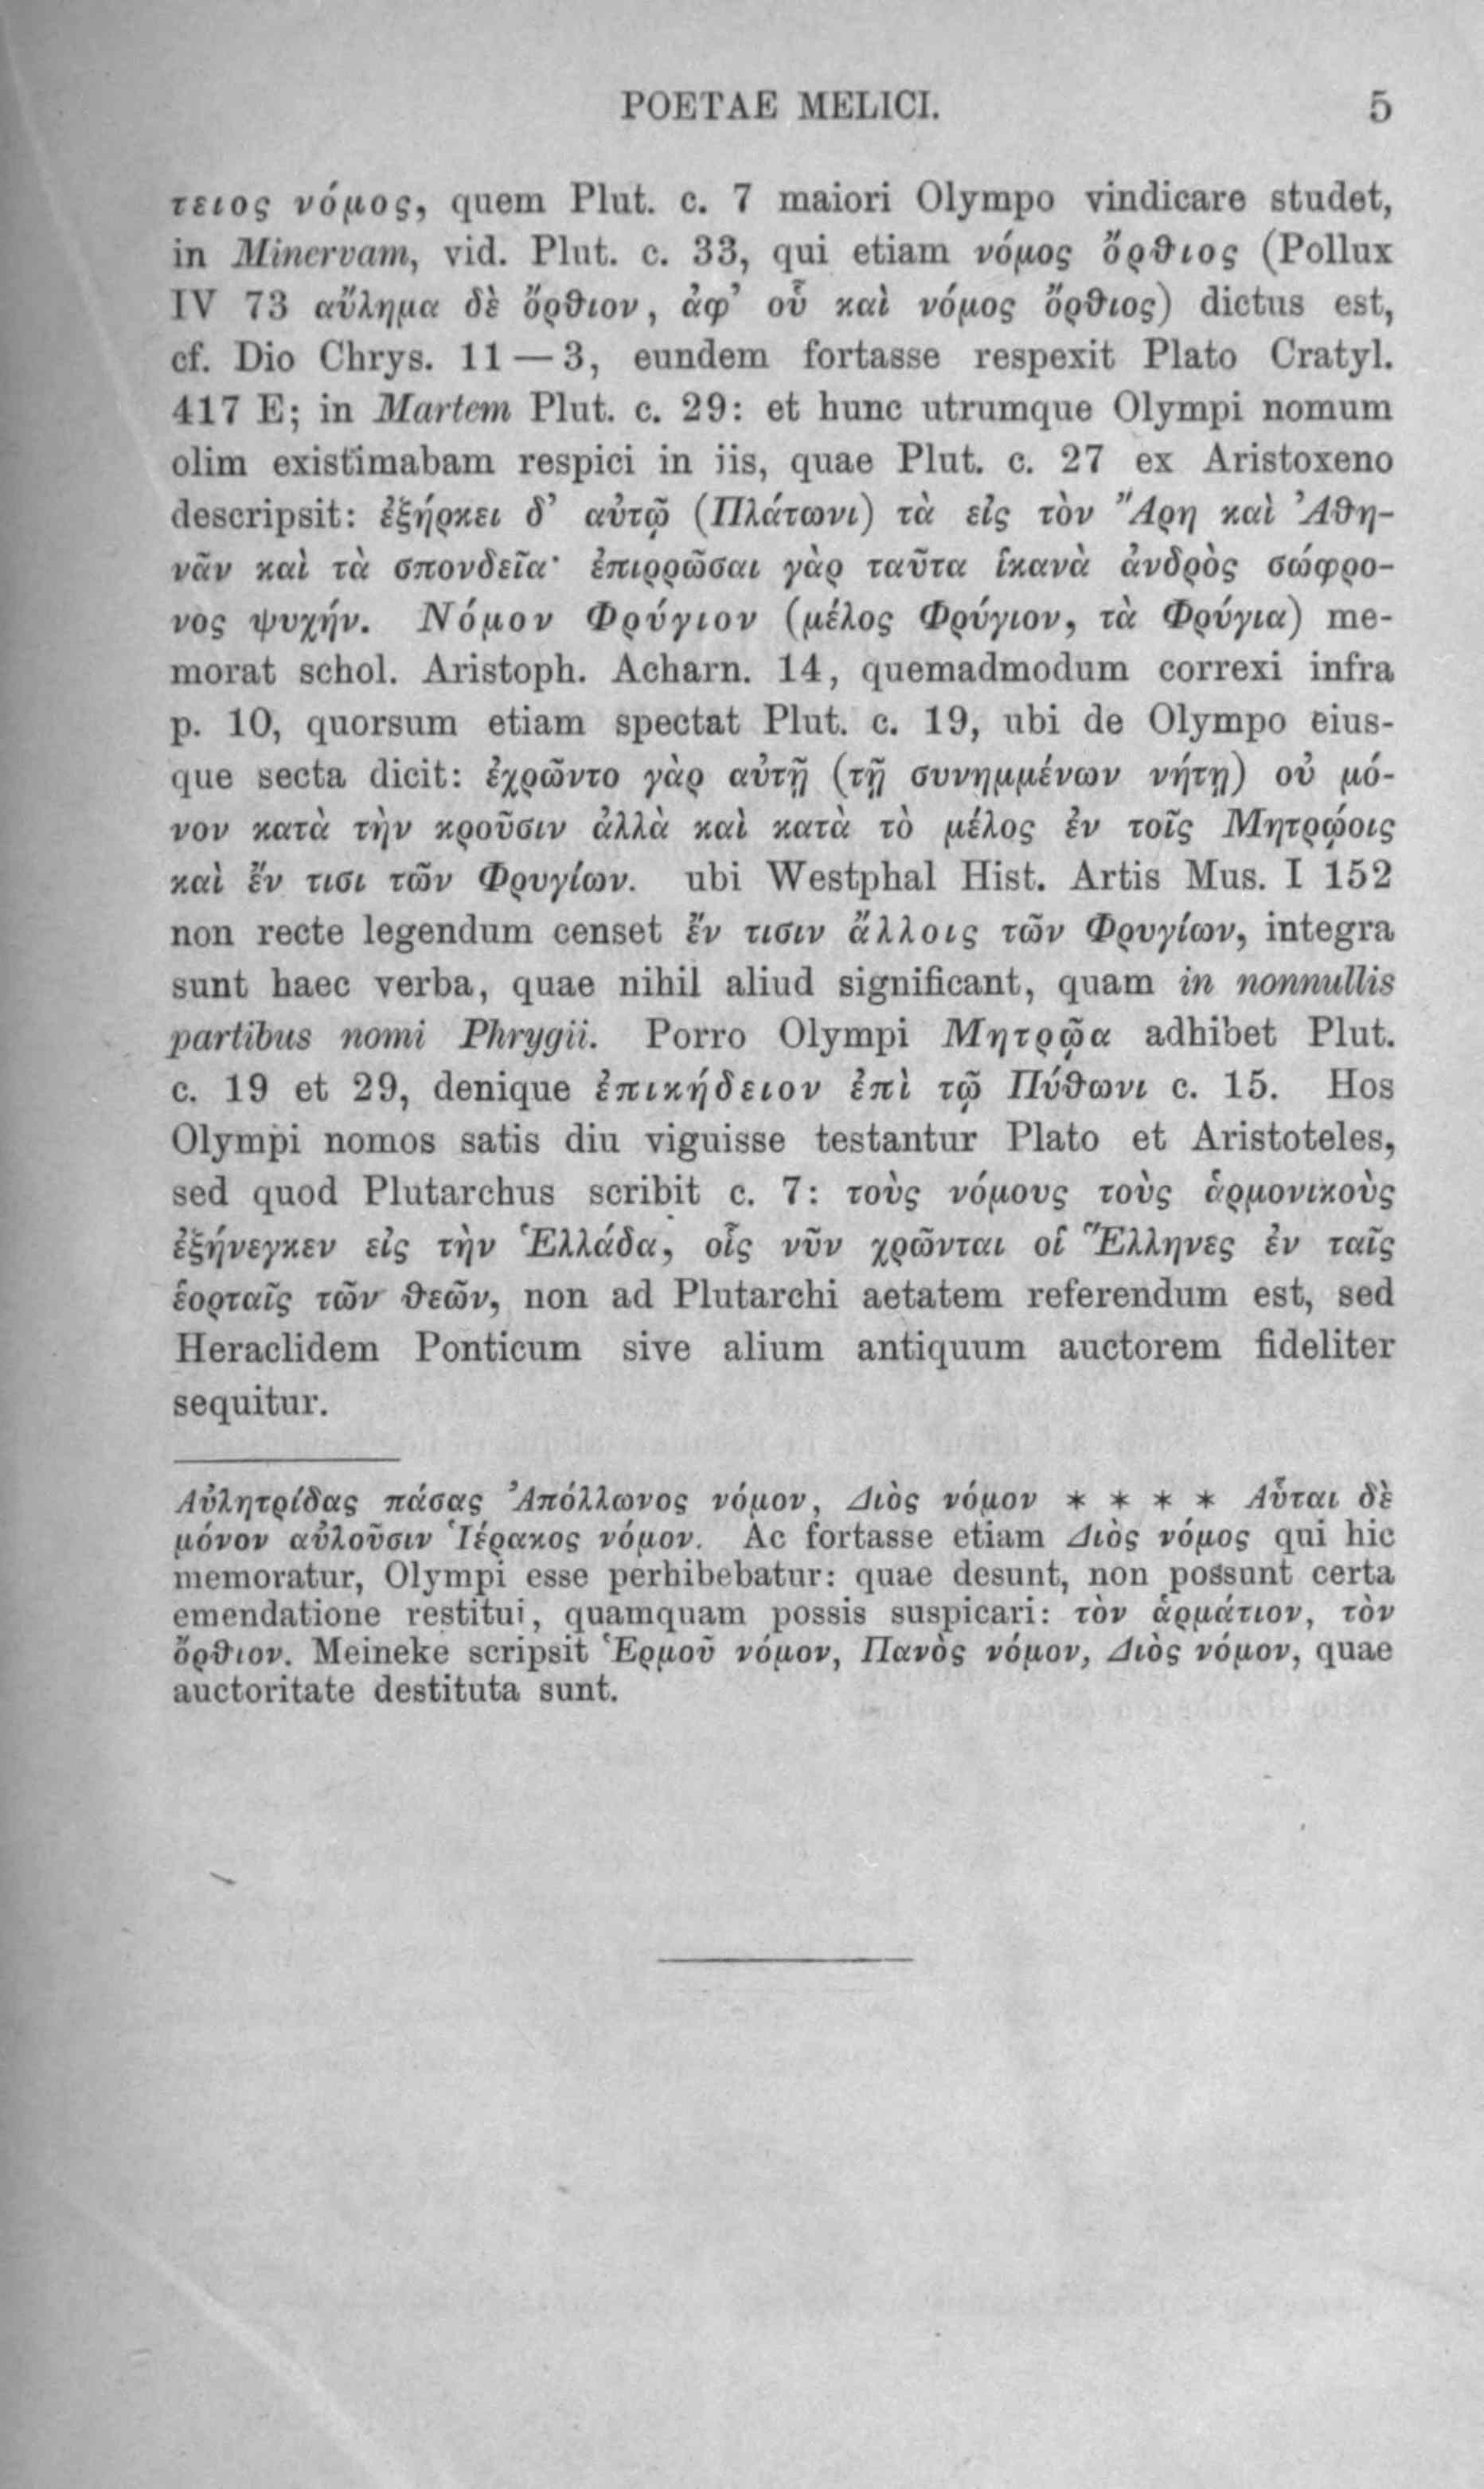 POETAE MELICI. 5
τειος νόμος, quem Plut. c. 7 maiori Olympo vindicare studet,
in Minervam, vid. Plut. c. 33, qui etiam νόμος ὄρθιος (Pollux
IV 73 αὔλημα δὲ ὄρθιον, ἀφ’ οὗ καὶ νόμος ὄρθιος) dictus est,
cf. Dio Chrys. 11 — 3, eundem fortasse respexit Plato Cratyl.
417 E; in Martem Plut. c. 29: et hunc utrumque Olympi nomum
olim existimabam respici in iis, quae Plut. c. 27 ex Aristoxeno
descripsit: ἐξήρκει δ’ αὐτῷ (Πλάτωνι) τὰ εἰς τὸν Ἄρη καὶ Ἀθη-
νᾶν καὶ τὰ σπονδεῖα· ἐπιρρῶσαι γὰρ ταῦτα ἱκανὰ ἀνδρὸς σώφρο-
νος ψυχήν. Νόμον Φρύγιον (μέλος Φρύγιον, τὰ Φρύγια) me-
morat schol. Aristoph. Acharn. 14, quemadmodum correxi infra
p. 10, quorsum etiam spectat Plut. c. 19, ubi de Olympo eius-
que secta dicit: ἐχρῶντο γὰρ αὐτῇ (τῇ συνημμένων νήτῃ) οὐ μό-
νον κατὰ τὴν κροῦσιν ἀλλὰ καὶ κατὰ τὸ μέλος ἐν τοῖς Μητρῴοις
καὶ ἔν τισι τῶν Φρυγίων. ubi Westphal Hist. Artis Mus. I 152
non recte legendum censet ἔν τισιν ἄλλοις τῶν Φρυγίων, integra
sunt haec verba, quae nihil aliud significant, quam in nonnullis
partibus nomi Phrygii. Porro Olympi Μητρῷα adhibet Plut.
c. 19 et 29, denique ἐπικήδειον ἐπὶ τῷ Πύθωνι c. 15. Hos
Olympi nomos satis diu viguisse testantur Plato et Aristoteles,
sed quod Plutarchus scribit c. 7: τοὺς νόμους τοὺς ἁρμονικοὺς
ἐξήνεγκεν εἰς τὴν Ἑλλάδα, οἷς νῦν χρῶνται οἱ Ἕλληνες ἐν ταῖς
ἑορταῖς τῶν θεῶν, non ad Plutarchi aetatem referendum est, sed
Heraclidem Ponticum sive alium antiquum auctorem fideliter
sequitur.
Αὐλητρίδας πάσας Ἀπόλλωνος νόμον, Διὸς νόμον * * * * Αὗται δὲ
μόνον αὐλοῦσιν Ἱέρακος νόμον. Ac fortasse etiam Διὸς νόμος qui hic
memoratur, Olympi esse perhibebatur: quae desunt, non possunt certa
emendatione restitui, quamquam possis suspicari: τὸν ἁρμάτιον, τὸν
ὄρθιον. Meineke scripsit Ἑρμοῦ νόμον, Πανὸς νόμον, Διὸς νόμον, quae
auctoritate destituta sunt.